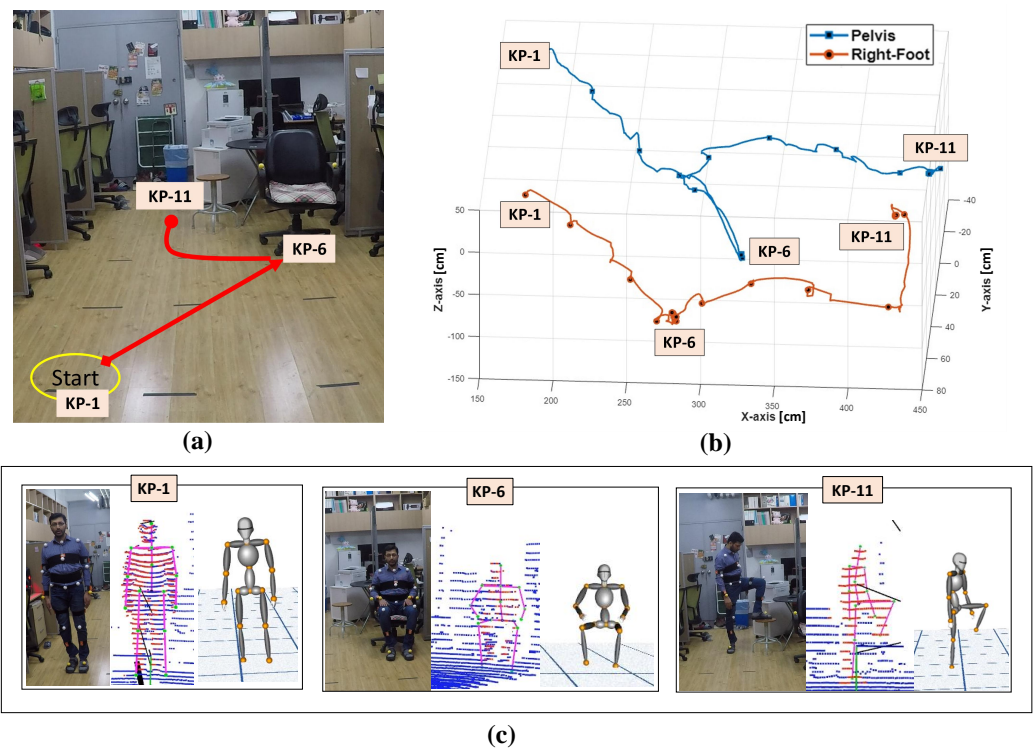 KP-11
KP-6
Start
KP-1
(a)
Pelvis
Right-Foot
KP-1
KP-11
KP-1
KP-11
KP-6
KP-6
50
0
-50
-100
-150
Z-axis [cm]
150
200
250
300
350
400
450
X-axis [cm]
-40
-20
0
20
40
60
80
Y-axis [cm]
(b)
KP-1
KP-6
KP-11
(c)